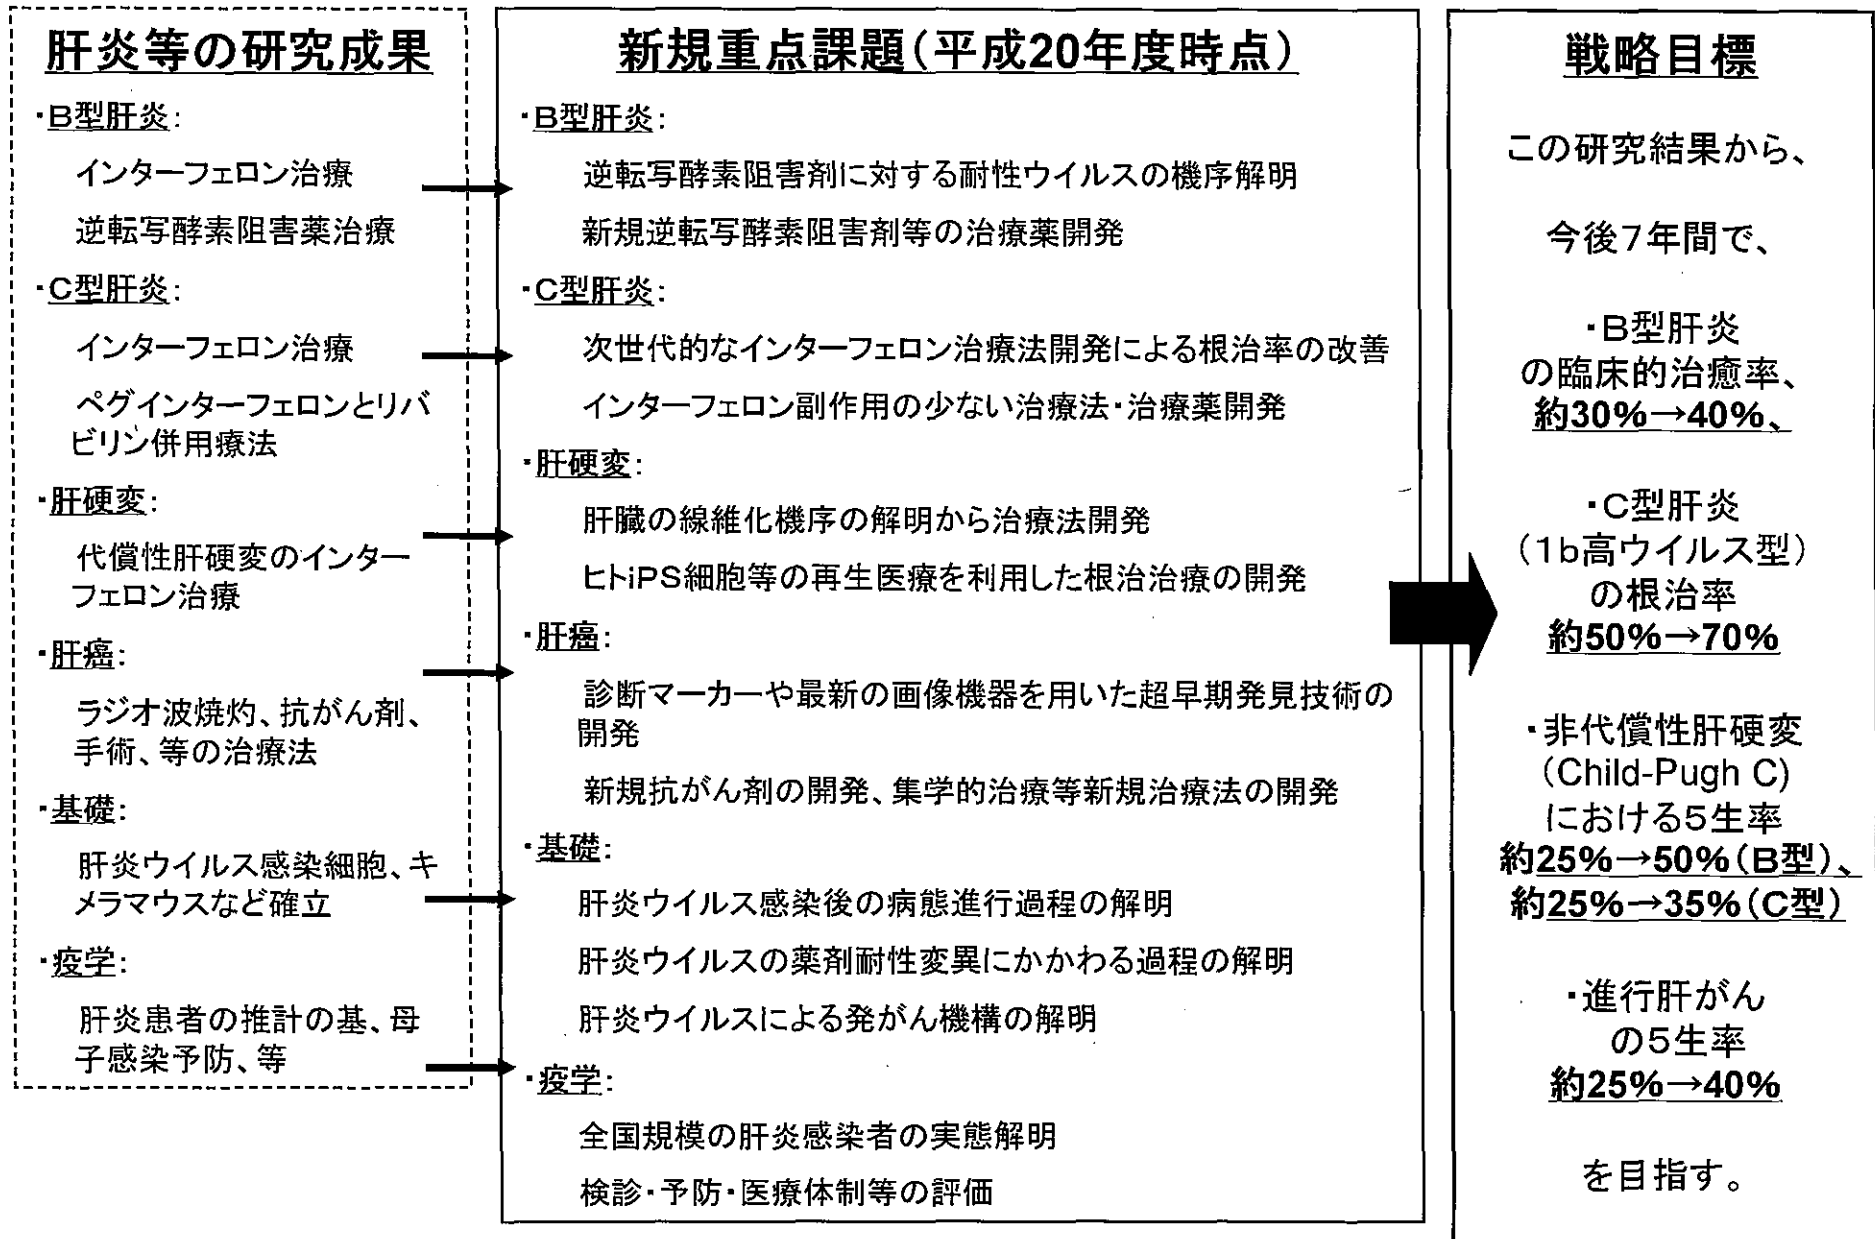 肝炎等の研究成果
・B型肝炎:
インターフェロン治療
逆転写酵素阻害薬治療
・C型肝炎:
インターフェロン治療
ペグインターフェロンとリバ
ビリン併用療法
・肝硬変:
代償性肝硬変のインター
フェロン治療
・肝癌:
ラジオ波焼灼、抗がん剤、
手術、等の治療法
・基礎:
肝炎ウイルス感染細胞、キ
メラマウスなど確立
・疫学:
肝炎患者の推計の基、母
子感染予防、等
新規重点課題(平成20年度時点)
・B型肝炎:
逆転写酵素阻害剤に対する耐性ウイルスの機序解明
新規逆転写酵素阻害剤等の治療薬開発
・C型肝炎:
次世代的なインターフェロン治療法開発による根治率の改善
インターフェロン副作用の少ない治療法・治療薬開発
・肝硬変:
肝臓の線維化機序の解明から治療法開発
ヒトiPS細胞等の再生医療を利用した根治治療の開発
・肝癌:
診断マーカーや最新の画像機器を用いた超早期発見技術の
開発
新規抗がん剤の開発、集学的治療等新規治療法の開発
・基礎:
肝炎ウイルス感染後の病態進行過程の解明
肝炎ウイルスの薬剤耐性変異にかかわる過程の解明
肝炎ウイルスによる発がん機構の解明
・疫学:
全国規模の肝炎感染者の実態解明
検診・予防・医療体制等の評価
戦略目標
この研究結果から、
今後7年間で、
・B型肝炎
の臨床的治癒率、
約30%→40%、
・C型肝炎
(1b高ウイルス型)
の根治率
約50%→70%
・非代償性肝硬変
(Child-Pugh C)
における5生率
約25%→50%(B型)、
約25%→35%(C型)
・進行肝がん
の5生率
約25%→40%
を目指す。